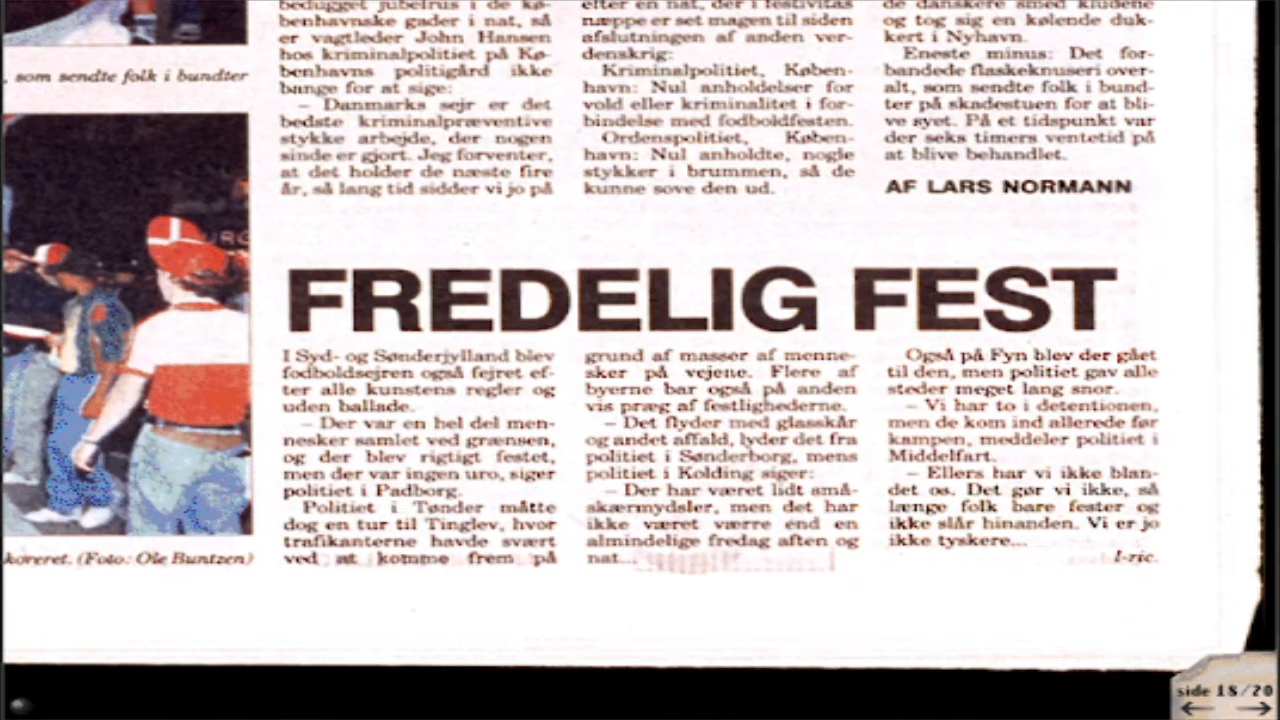 , som sendte folk i bundter
koreret. (Foto: Ole Buntzen)
bedugget jubelrus i de kø-
benhavnske gader i nat, så
er vagtleder John Hansen
hos kriminalpolitiet på Kø-
benhavns politigård ikke
bange for at sige:
– Danmarks sejr er det
bedste kriminalpræventive
stykke arbejde, der nogen
sinde er gjort. Jeg forventer,
at det holder de næste fire
år, så lang tid sidder vi jo på
efter en nat, der i festivitas
næppe er set magen til siden
afslutningen af anden ver-
denskrig:
Kriminalpolitiet, Køben-
havn: Nul anholdelser for
vold eller kriminalitet i for-
bindelse med fodboldfesten.
Ordenspolitiet, Køben-
havn: Nul anholdte, nogle
stykker i brummen, så de
kunne sove den ud.
de danskere smed kludene
og tog sig en kølende duk-
kert i Nyhavn.
Eneste minus: Det for-
bandede flaskeknuseri over-
alt, som sendte folk i bund-
ter på skadestuen for at bli-
ve syet. På et tidspunkt var
der seks timers ventetid på
at blive behandlet.
AF LARS NORMANN
FREDELIG FEST
I Syd- og Sønderjylland blev
fodboldsejren også fejret ef-
ter alle kunstens regler og
uden ballade.
– Der var en hel del men-
nesker samlet ved grænsen,
og der blev rigtigt festet,
men der var ingen uro, siger
politiet i Padborg.
Politiet i Tønder måtte
dog en tur til Tinglev, hvor
trafikanterne havde svært
ved at komme frem på
grund af masser af menne-
sker på vejene. Flere af
byerne bar også på anden
vis præg af festlighederne.
– Det flyder med glasskår
og andet affald, lyder det fra
politiet i Sønderborg, mens
politiet i Kolding siger:
– Der har været lidt små-
skærmydsler, men det har
ikke været værre end en
almindelige fredag aften og
nat...
Også på Fyn blev der gået
til den, men politiet gav alle
steder meget lang snor.
– Vi har to i detentionen,
men de kom ind allerede før
kampen, meddeler politiet i
Middelfart.
– Ellers har vi ikke blan-
det os. Det gør vi ikke, så
længe folk bare fester og
ikke slår hinanden. Vi er jo
ikke tyskere...
l-ric.
side 18/20